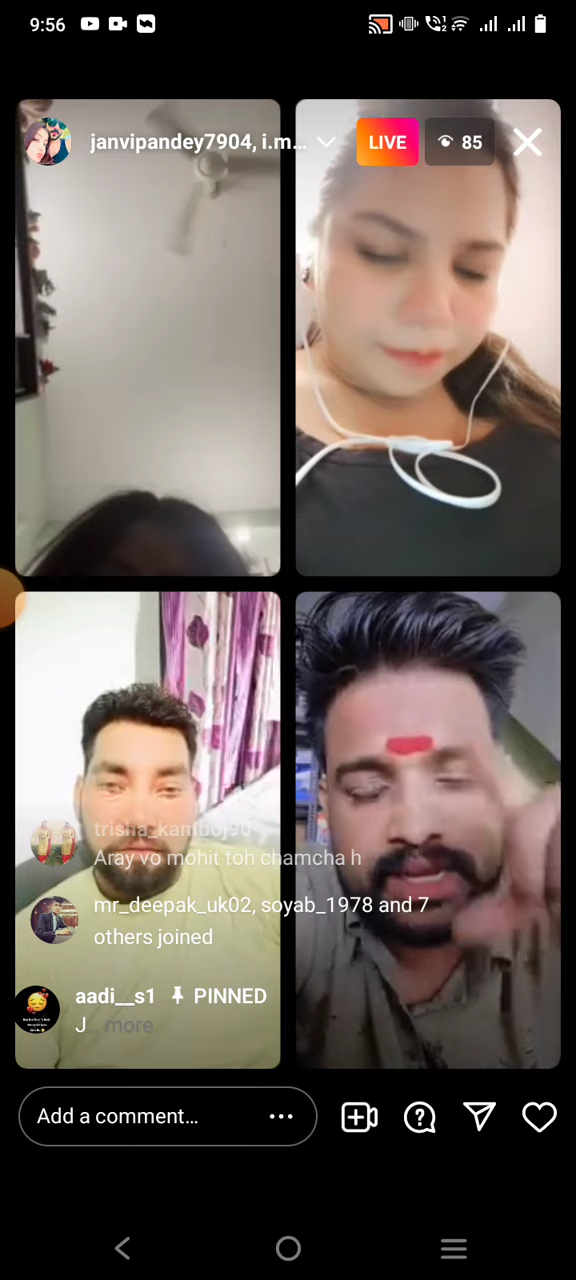 9:56
janvipandey7904, i.m...
LIVE
85
trisha_kamboj90
Aray vo mohit toh chamcha h
mr_deepak_uk02, soyab_1978 and 7
others joined
aadi__s1 PINNED
J... more
Add a comment...